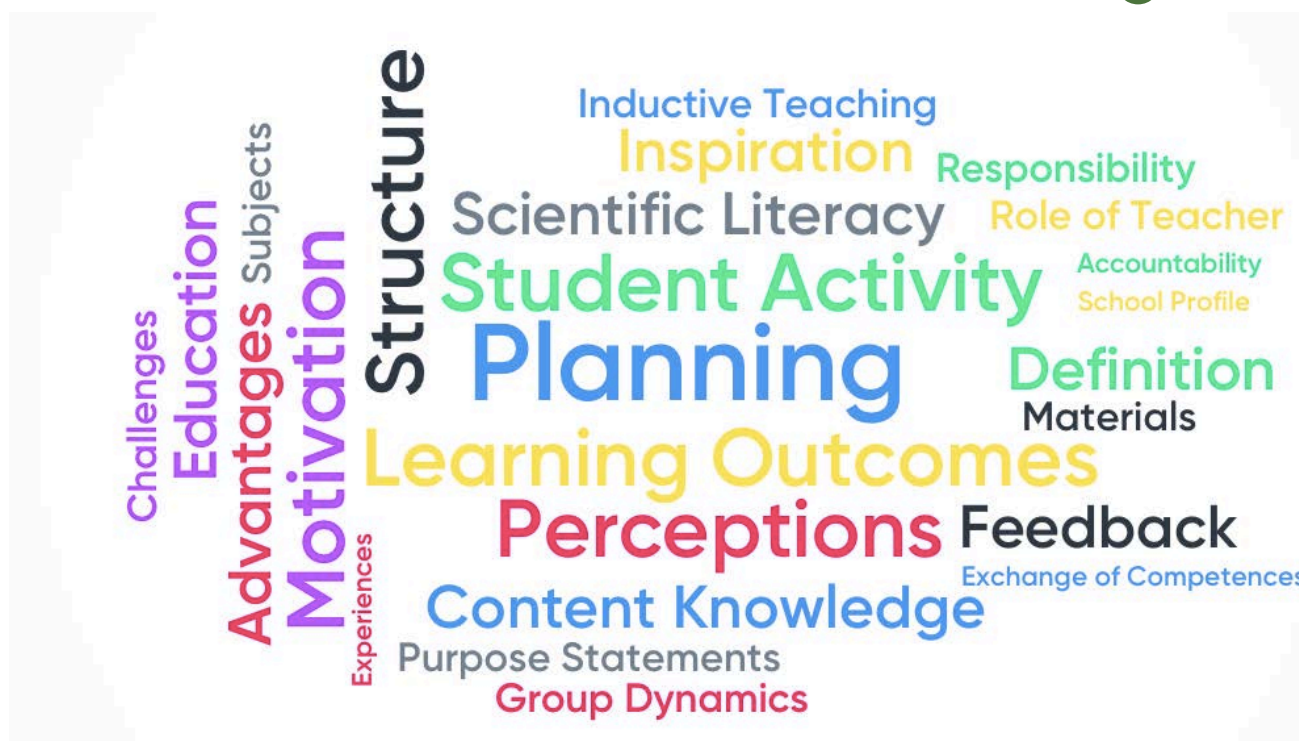 Structure
Inductive Teaching
Inspiration
Responsibility
Subjects
Scientific Literacy
Role of Teacher
Education
Student Activity
Accountability
School Profile
Motivation
Challenges
Advantages
Planning
Definition
Materials
Learning Outcomes
Perceptions
Feedback
Experiences
Exchange of Competences
Content Knowledge
Purpose Statements
Group Dynamics